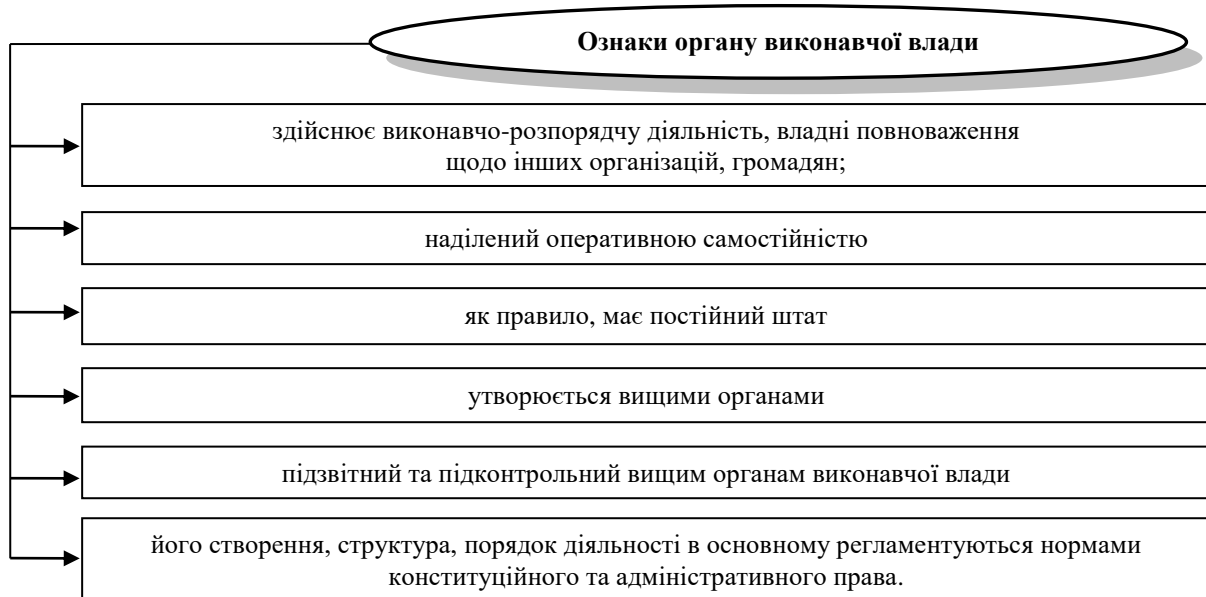 Ознаки органу виконавчої влади
здійснює виконавчо-розпорядчу діяльність, владні повноваження
щодо інших організацій, громадян;
наділений оперативною самостійністю
як правило, має постійний штат
утворюється вищими органами
підзвітний та підконтрольний вищим органам виконавчої влади
його створення, структура, порядок діяльності в основному регламентуються нормами
конституційного та адміністративного права.